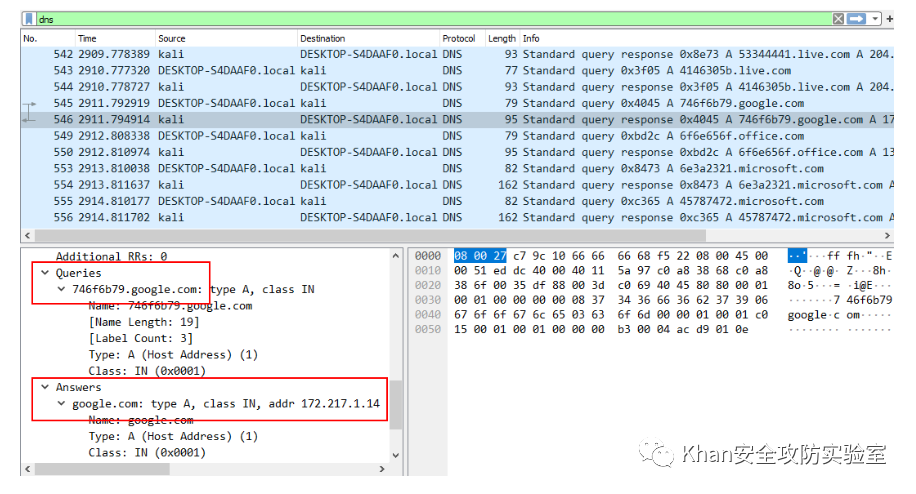 dns
No. Time Source Destination Protocol Length Info
542 2909.778389 kali DESKTOP-S4DAAF0.local DNS 93 Standard query response 0x8e73 A 53344441.live.com A 204.
543 2910.777320 DESKTOP-S4DAAF0.local kali DNS 77 Standard query 0x3f05 A 4146305b.live.com
544 2910.778727 kali DESKTOP-S4DAAF0.local DNS 93 Standard query response 0x3f05 A 4146305b.live.com A 204.
545 2911.792919 DESKTOP-S4DAAF0.local kali DNS 79 Standard query 0x4045 A 746f6b79.google.com
546 2911.794914 kali DESKTOP-S4DAAF0.local DNS 95 Standard query response 0x4045 A 746f6b79.google.com A 17
549 2912.808338 DESKTOP-S4DAAF0.local kali DNS 79 Standard query 0xbd2c A 6f6e656f.office.com
550 2912.810974 kali DESKTOP-S4DAAF0.local DNS 95 Standard query response 0xbd2c A 6f6e656f.office.com A 13
553 2913.810038 DESKTOP-S4DAAF0.local kali DNS 82 Standard query 0x8473 A 6e3a2321.microsoft.com
554 2913.811637 kali DESKTOP-S4DAAF0.local DNS 162 Standard query response 0x8473 A 6e3a2321.microsoft.com A
555 2914.810177 DESKTOP-S4DAAF0.local kali DNS 82 Standard query 0xc365 A 45787472.microsoft.com
556 2914.811702 kali DESKTOP-S4DAAF0.local DNS 162 Standard query response 0xc365 A 45787472.microsoft.com A
Additional RRs: 0
Queries
746f6b79.google.com: type A, class IN
Name: 746f6b79.google.com
[Name Length: 19]
[Label Count: 3]
Type: A (Host Address) (1)
Class: IN (0x0001)
Answers
google.com: type A, class IN, addr 172.217.1.14
Name: google.com
Type: A (Host Address) (1)
Class: IN (0x0001)
0000 08 00 27 c7 9c 10 66 66 66 68 f5 22 08 00 45 00 ··'···ff fh·"··E·
0010 00 51 ed dc 40 00 40 11 5a 97 c0 a8 38 68 c0 a8 ·Q··@·@· Z···8h··
0020 38 6f 00 35 df 88 00 3d c0 69 40 45 80 80 00 01 8o·5···= ·i@E····
0030 00 01 00 00 00 00 08 37 34 36 66 36 62 37 39 06 ·······7 46f6b79·
0040 67 6f 6f 67 6c 65 03 63 6f 6d 00 00 01 00 01 c0 google·c om······
0050 15 00 01 00 01 00 00 00 b3 00 04 ac d9 01 0e ········ ·······
Khan安全攻防实验室